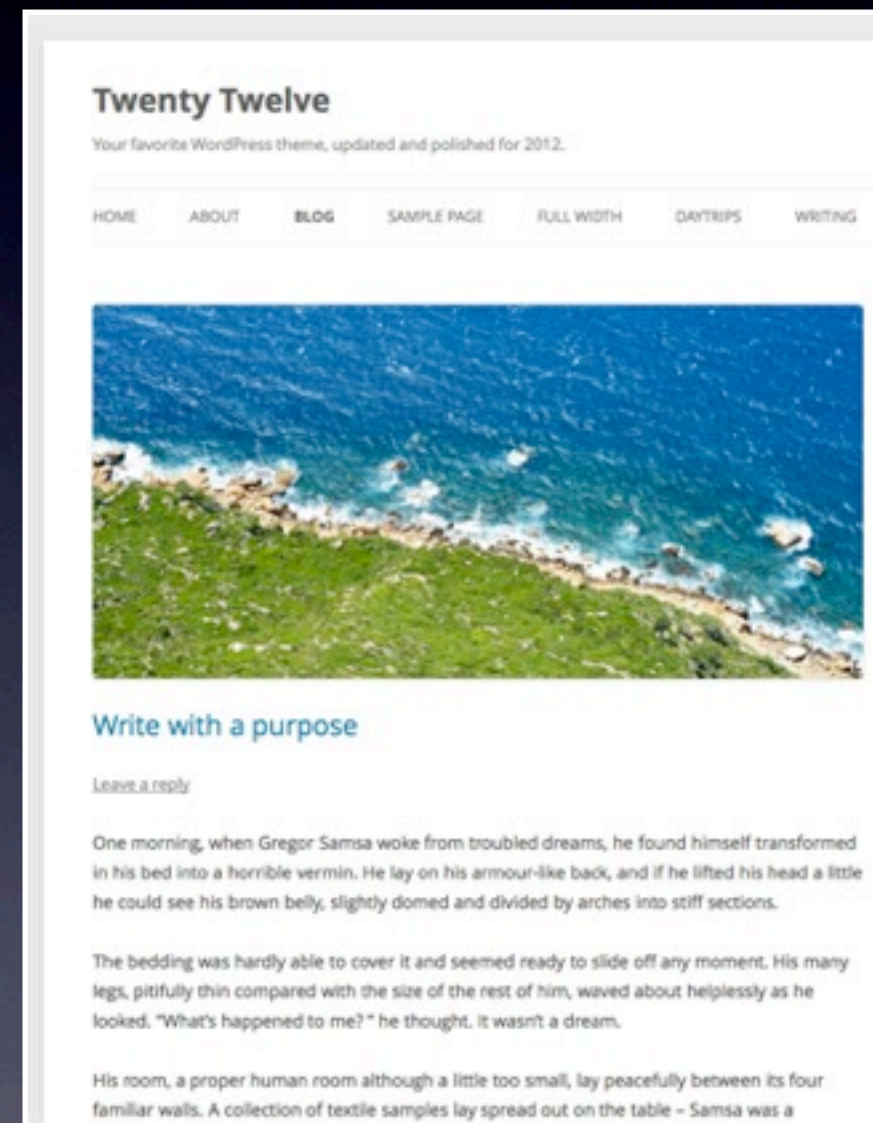 Twenty Twelve
Your favorite WordPress theme, updated and polished for 2012.
HOME ABOUT BLOG SAMPLE PAGE FULL WIDTH DAYTRIPS WRITING
Write with a purpose
Leave a reply
One morning, when Gregor Samsa woke from troubled dreams, he found himself transformed
in his bed into a horrible vermin. He lay on his armour-like back, and if he lifted his head a little
he could see his brown belly, slightly domed and divided by arches into stiff sections.
The bedding was hardly able to cover it and seemed ready to slide off any moment. His many
legs, pitifully thin compared with the size of the rest of him, waved about helplessly as he
looked. "What's happened to me? " he thought. It wasn't a dream.
His room, a proper human room although a little too small, lay peacefully between its four
familiar walls. A collection of textile samples lay spread out on the table – Samsa was a